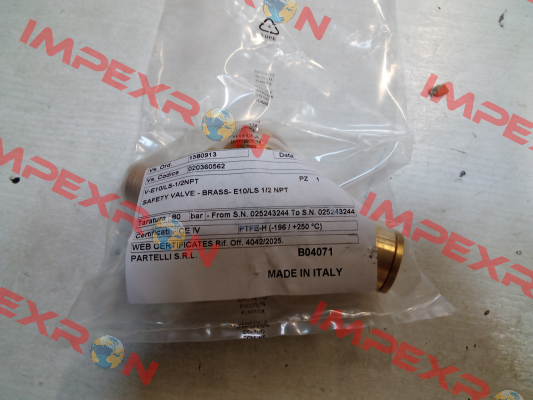 IMPEXRON
IMPEXRON
Vs. Ord. 1580913 Data
Vs. Codice 020360562
V-E10/LS-1/2NPT PZ 1
SAFETY VALVE - BRASS- E10/LS 1/2 NPT
Taratura 90 bar - From S.N. 025243244 To S.N. 025243244
CE IV PTFE-H (-196 / +250 °C)
WEB CERTIFICATES Rif. Off. 4042/2025.
PARTELLI S.R.L. B04071
MADE IN ITALY
IMPEXRON
IMPEXRON